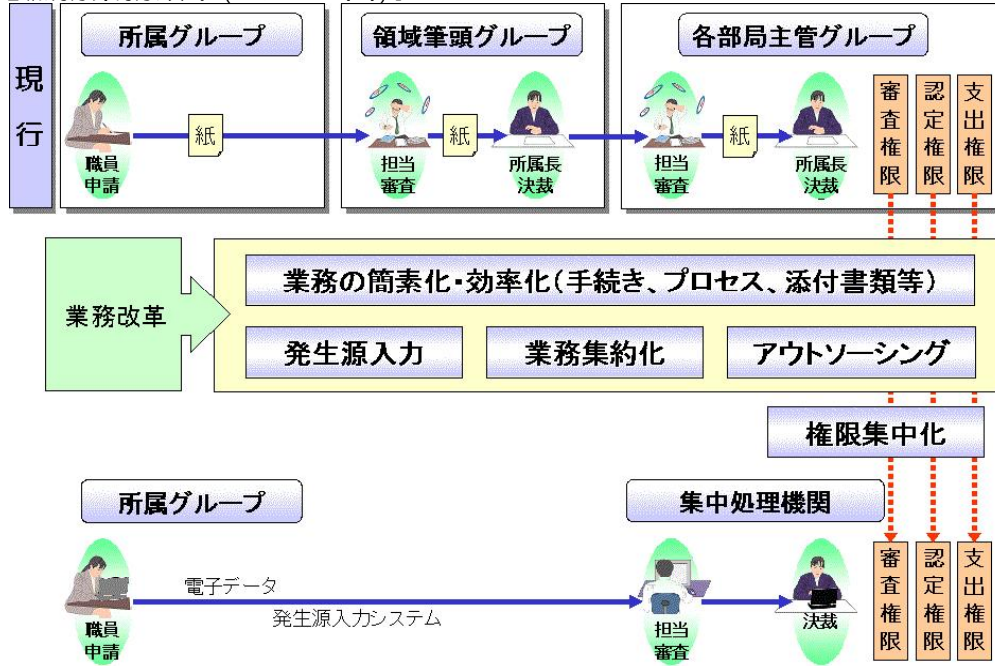 現行
所属グループ
領域筆頭グループ
各部局主管グループ
職員
申請
紙
担当
審査
紙
所属長
決裁
担当
審査
紙
所属長
決裁
審査権限
認定権限
支出権限
業務改革
業務の簡素化・効率化(手続き、プロセス、添付書類等)
発生源入力
業務集約化
アウトソーシング
権限集中化
所属グループ
集中処理機関
職員
申請
電子データ
発生源入力システム
担当
審査
決裁
審査権限
認定権限
支出権限